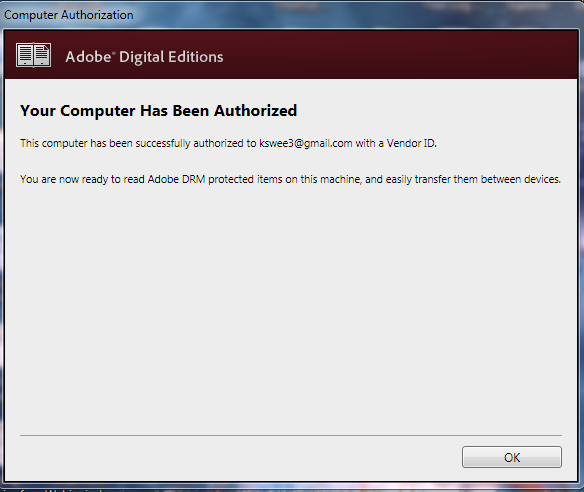 Computer Authorization
Adobe® Digital Editions
Your Computer Has Been Authorized
This computer has been successfully authorized to kswee3@gmail.com with a Vendor ID.
You are now ready to read Adobe DRM protected items on this machine, and easily transfer them between devices.
OK